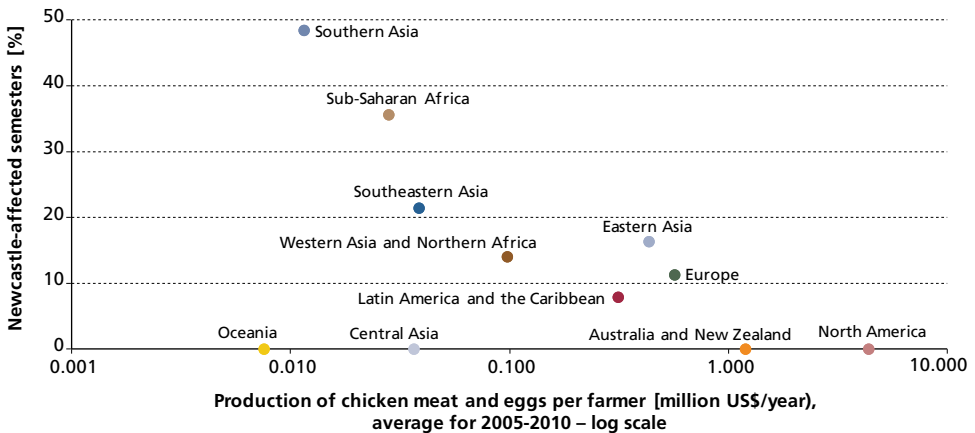 Newcastle-affected semesters [%]
50
40
30
20
10
0
Southern Asia
Sub-Saharan Africa
Southeastern Asia
Eastern Asia
Western Asia and Northern Africa
Europe
Latin America and the Caribbean
Oceania
Central Asia
Australia and New Zealand
North America
0.001
0.010
0.100
1.000
10.000
Production of chicken meat and eggs per farmer [million US$/year),
average for 2005-2010 – log scale